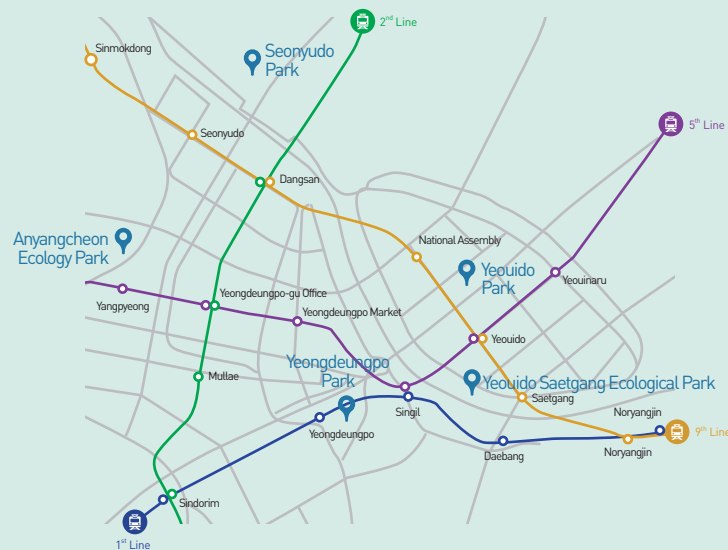 2nd Line
Sinmokdong
Seonyudo
Park
5th Line
Seonyudo
Dangsan
Anyangcheon
Ecology Park
National Assembly
Yeouido
Park
Yeouinaru
Yangpyeong
Yeongdeungpo-gu Office
Yeongdeungpo Market
Yeouido
Yeongdeungpo
Park
Mullae
Yeouido Saetgang Ecological Park
Saetgang
Singil
Noryangjin
Yeongdeungpo
9th Line
Daebang
Noryangjin
Sindorim
1st Line